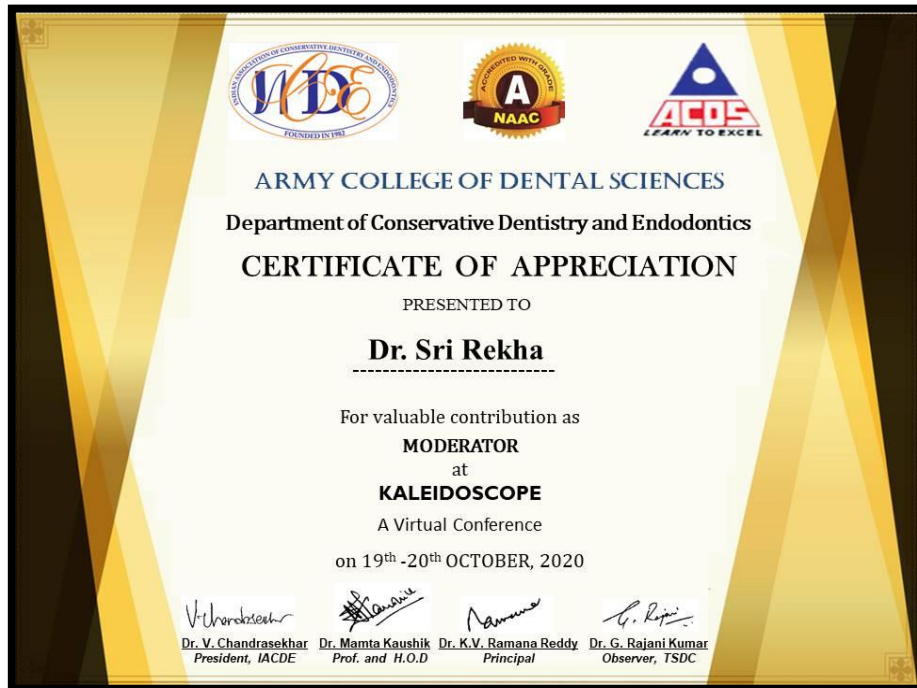 INDIAN ASSOCIATION OF CONSERVATIVE DENTISTRY AND ENDODONTICS
IACDE
FOUNDED IN 1982
ACCREDITED WITH GRADE
A
NAAC
ACDS
LEARN TO EXCEL
ARMY COLLEGE OF DENTAL SCIENCES
Department of Conservative Dentistry and Endodontics
CERTIFICATE OF APPRECIATION
PRESENTED TO
Dr. Sri Rekha
For valuable contribution as
MODERATOR
at
KALEIDOSCOPE
A Virtual Conference
on 19th -20th OCTOBER, 2020
V. Chandrasekhar
G. Rajani
Dr. V. Chandrasekhar Dr. Mamta Kaushik Dr. K.V. Ramana Reddy Dr. G. Rajani Kumar
President, IACDE Prof. and H.O.D Principal Observer, TSDC